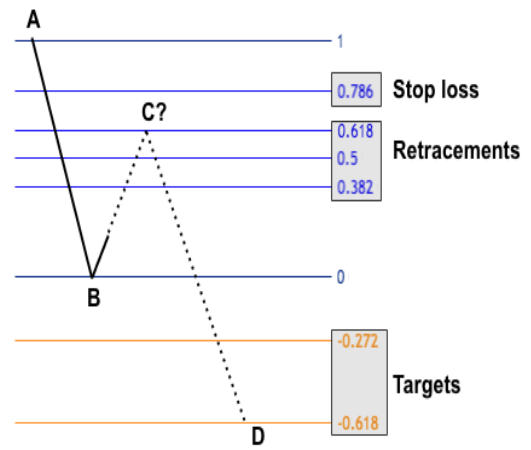 A
1
0.786 Stop loss
C?
0.618
0.5 Retracements
0.382
0
B
-0.272
Targets
-0.618
D